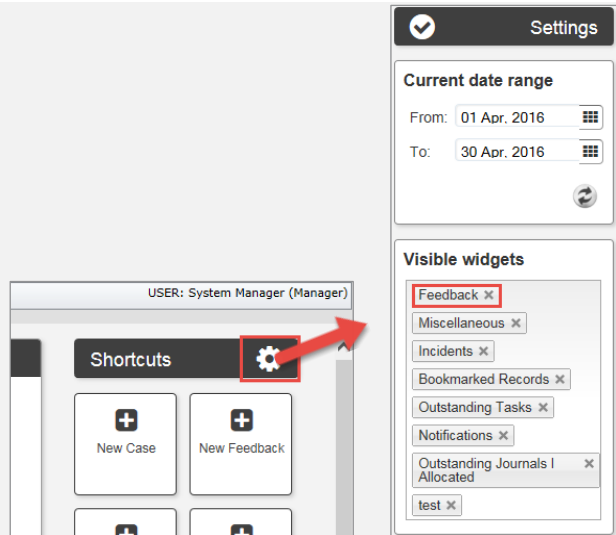 Settings
Current date range
From: 01 Apr, 2016
To: 30 Apr, 2016
Visible widgets
Feedback ×
Miscellaneous ×
Incidents ×
Bookmarked Records ×
Outstanding Tasks ×
Notifications ×
Outstanding Journals I ×
Allocated
test ×
USER: System Manager (Manager)
Shortcuts
New Case
New Feedback